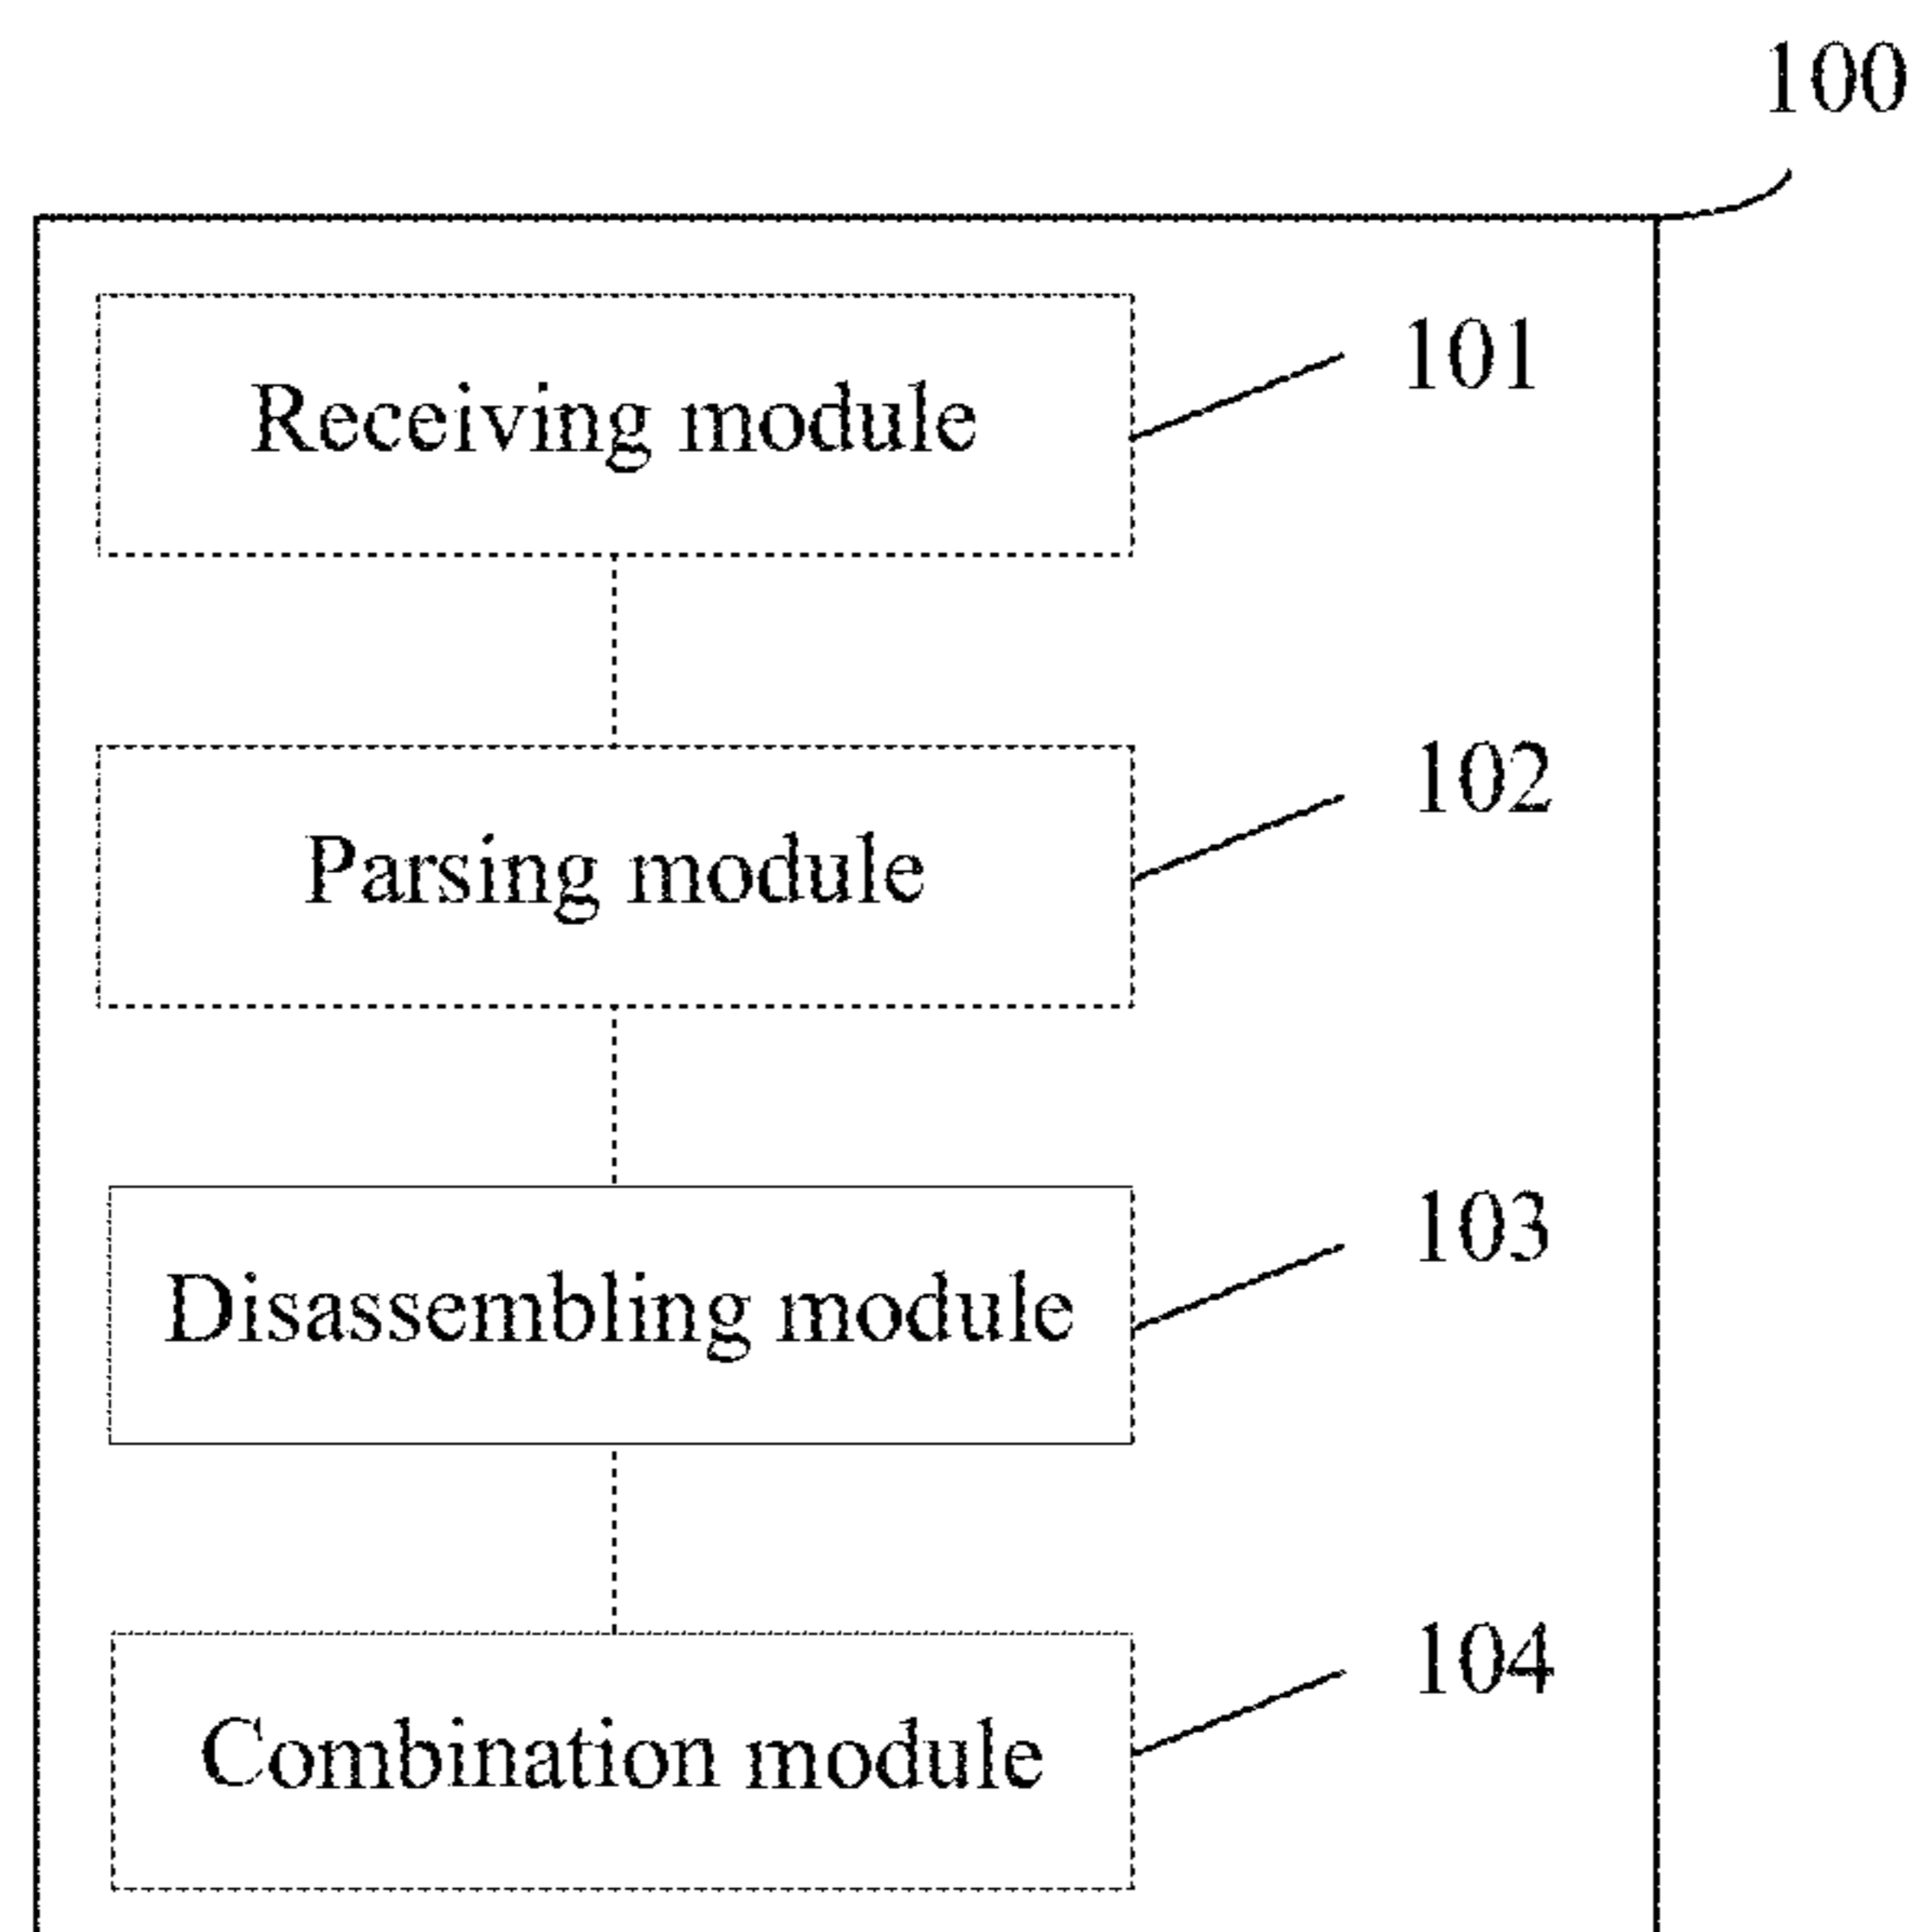 100
Receiving module 101
Parsing module 102
Disassembling module 103
Combination module 104